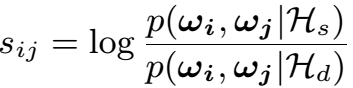 $s_{ij} = \log \frac{p(\boldsymbol{\omega_i}, \boldsymbol{\omega_j} | \mathcal{H}_s)}{p(\boldsymbol{\omega_i}, \boldsymbol{\omega_j} | \mathcal{H}_d)}$